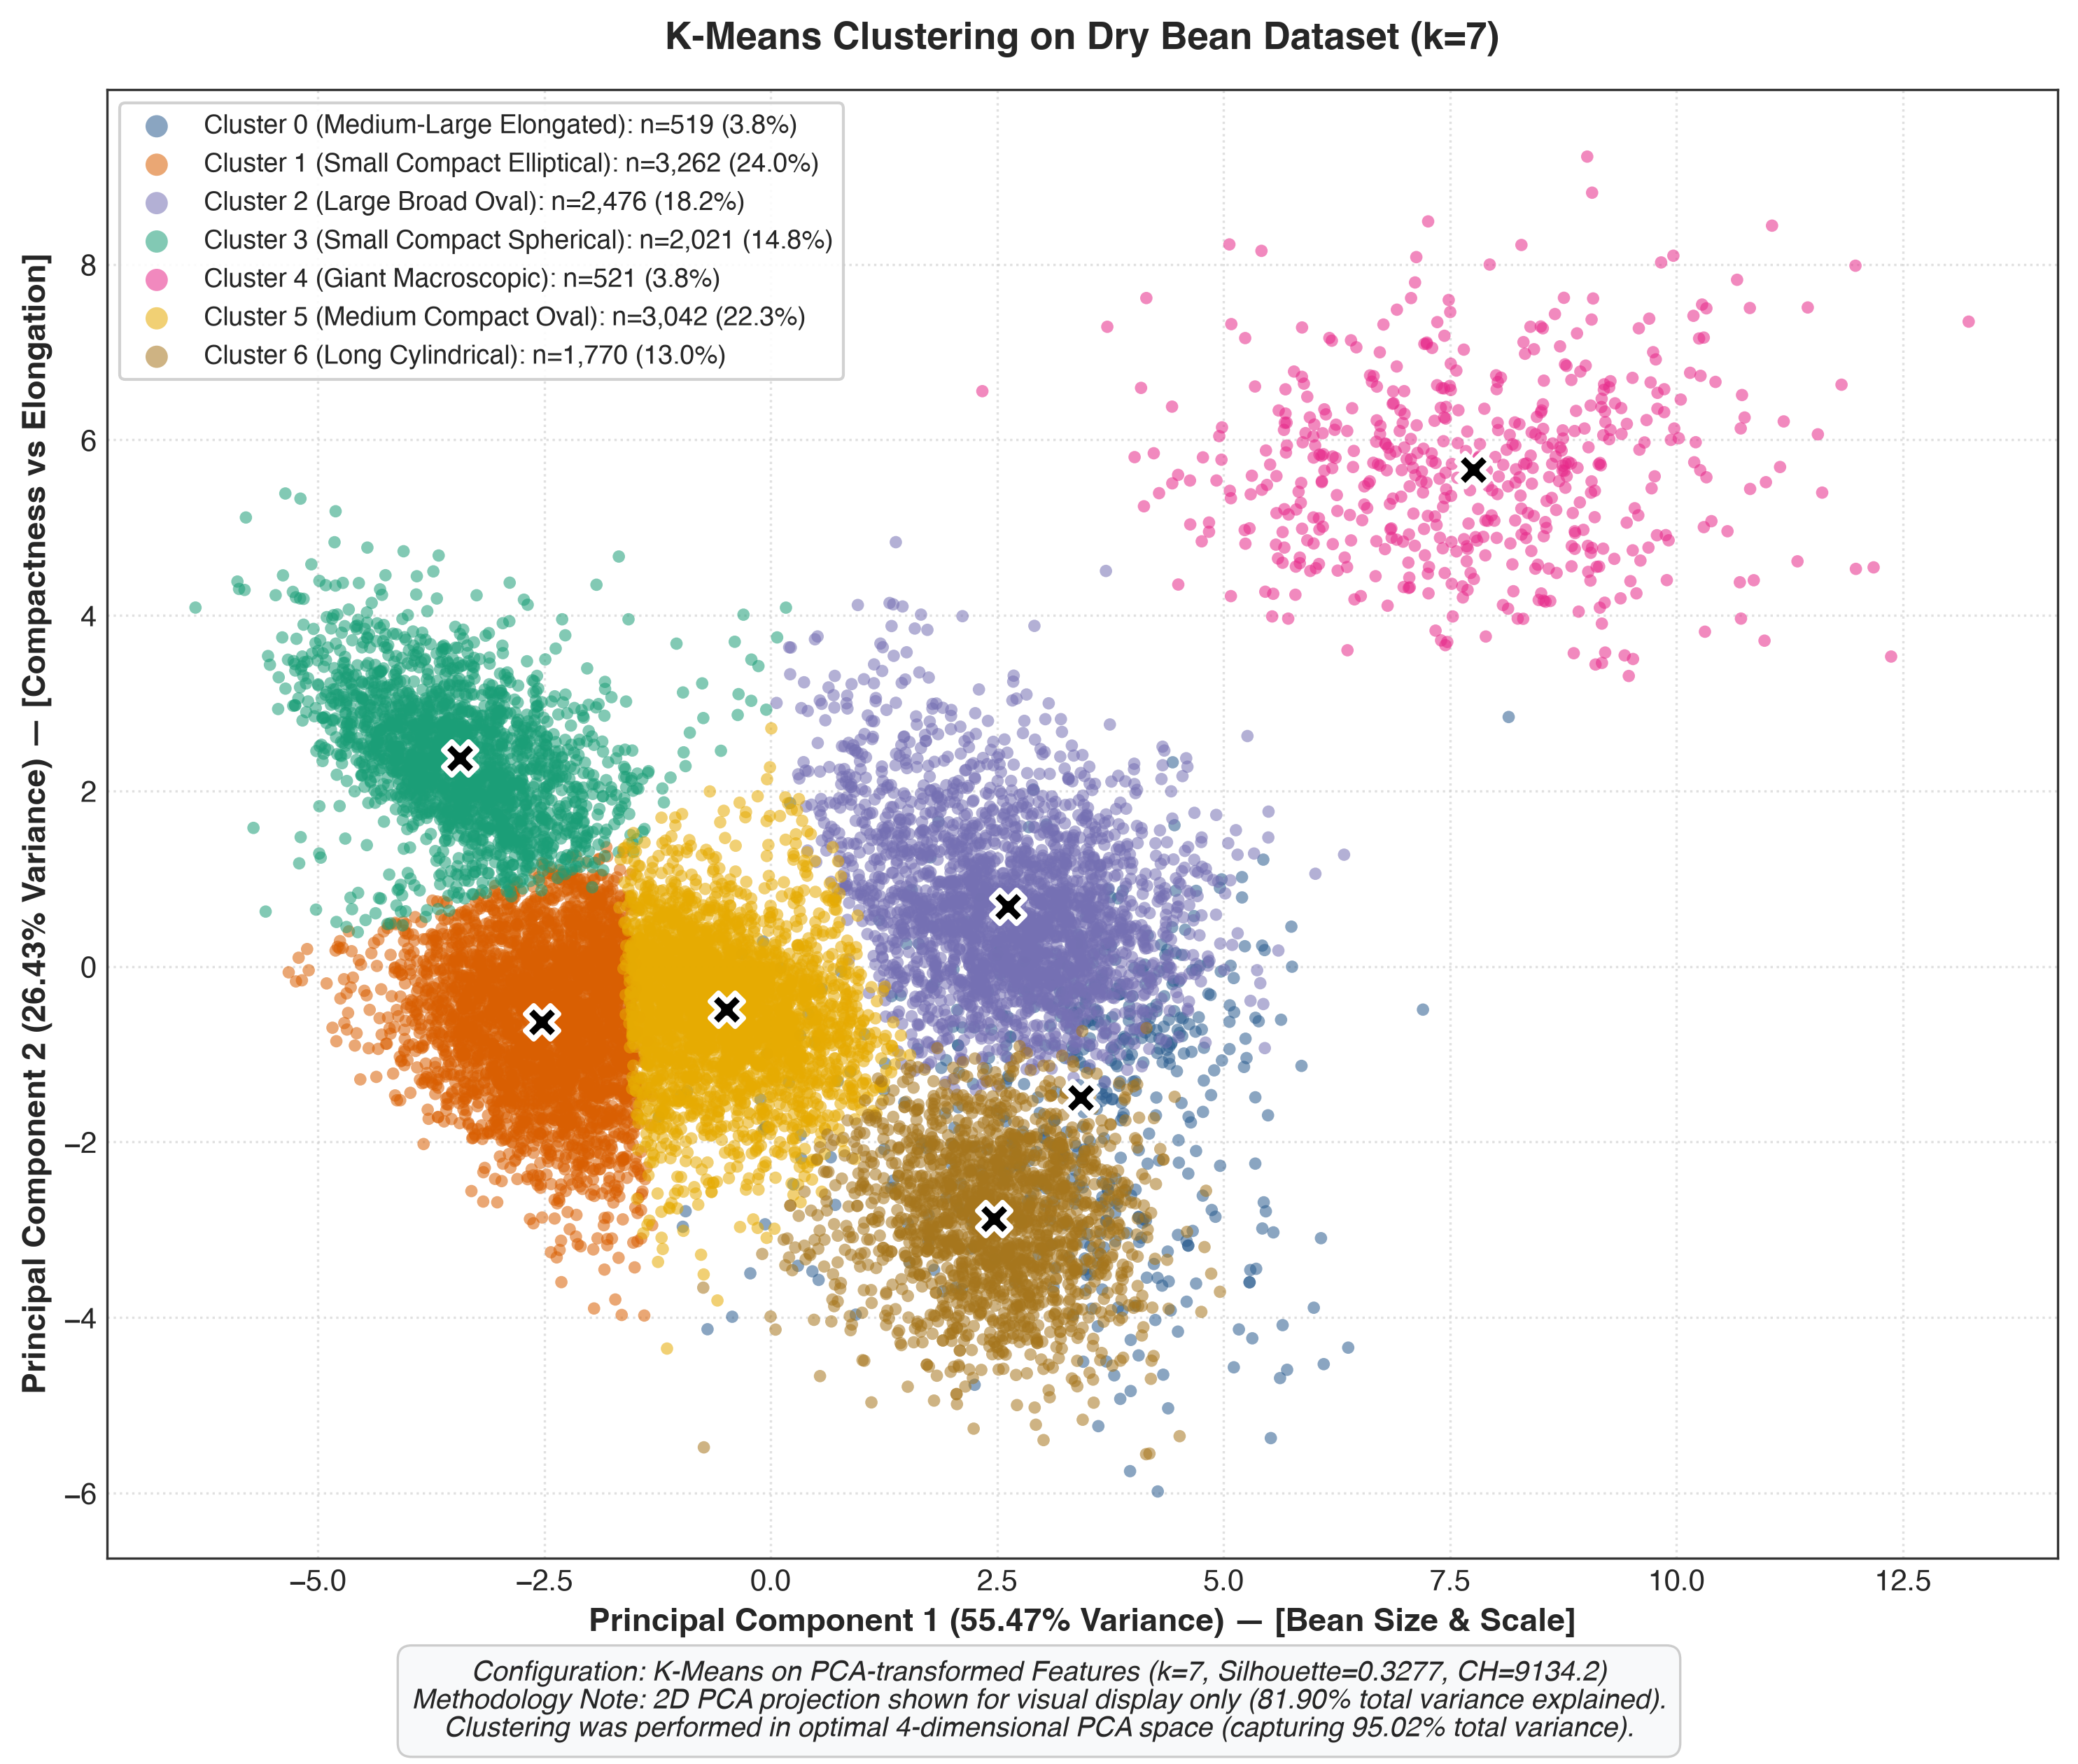 K-Means Clustering on Dry Bean Dataset (k=7)
Cluster 0 (Medium-Large Elongated): n=519 (3.8%)
Cluster 1 (Small Compact Elliptical): n=3,262 (24.0%)
Cluster 2 (Large Broad Oval): n=2,476 (18.2%)
Cluster 3 (Small Compact Spherical): n=2,021 (14.8%)
Cluster 4 (Giant Macroscopic): n=521 (3.8%)
Cluster 5 (Medium Compact Oval): n=3,042 (22.3%)
Cluster 6 (Long Cylindrical): n=1,770 (13.0%)
Principal Component 2 (26.43% Variance) — [Compactness vs Elongation]
8
6
4
2
0
−2
−4
−6
−5.0
−2.5
0.0
2.5
5.0
7.5
10.0
12.5
Principal Component 1 (55.47% Variance) — [Bean Size & Scale]
Configuration: K-Means on PCA-transformed Features (k=7, Silhouette=0.3277, CH=9134.2)
Methodology Note: 2D PCA projection shown for visual display only (81.90% total variance explained).
Clustering was performed in optimal 4-dimensional PCA space (capturing 95.02% total variance).